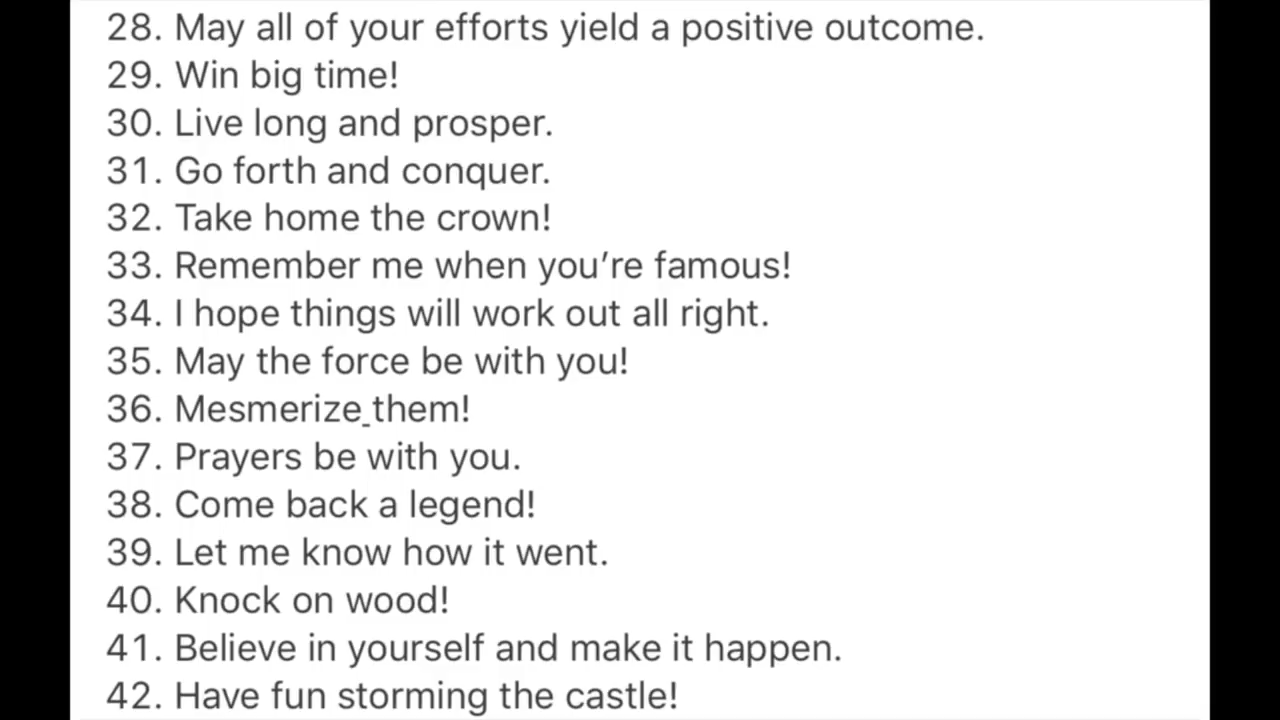 28. May all of your efforts yield a positive outcome.
29. Win big time!
30. Live long and prosper.
31. Go forth and conquer.
32. Take home the crown!
33. Remember me when you’re famous!
34. I hope things will work out all right.
35. May the force be with you!
36. Mesmerize_them!
37. Prayers be with you.
38. Come back a legend!
39. Let me know how it went.
40. Knock on wood!
41. Believe in yourself and make it happen.
42. Have fun storming the castle!